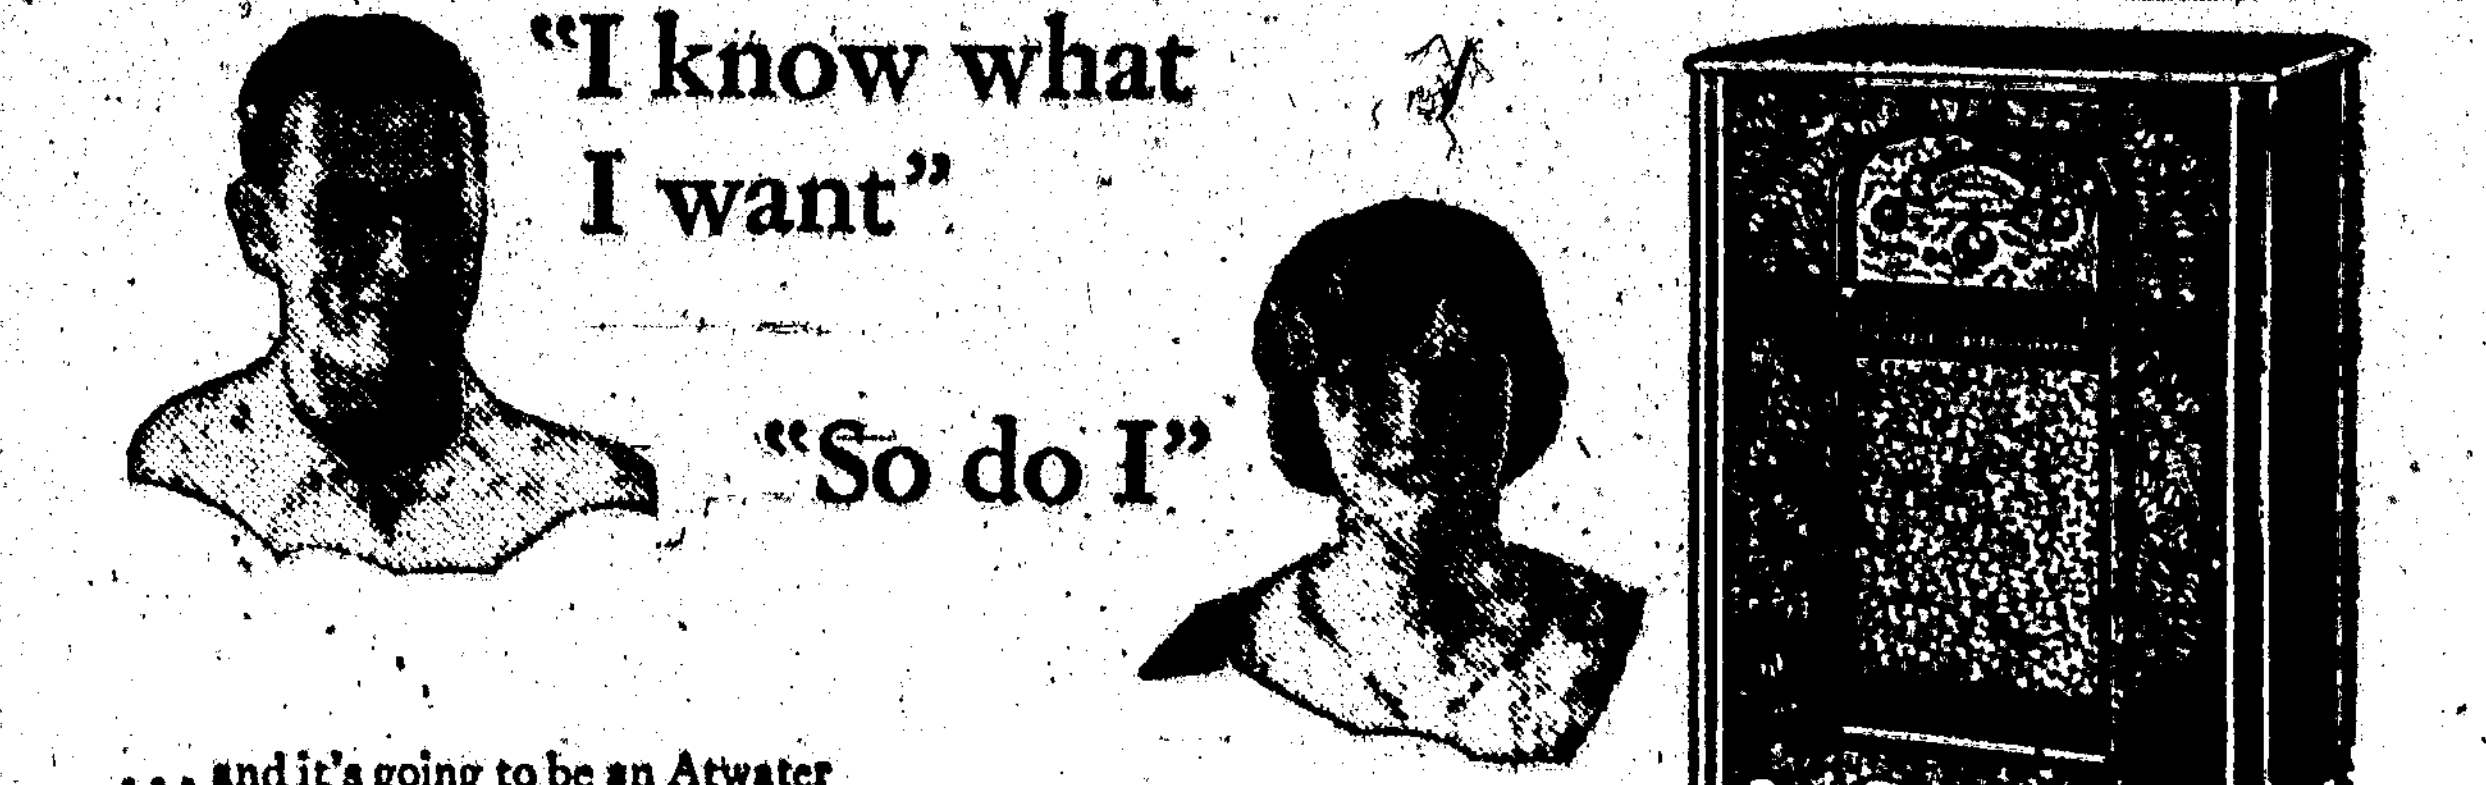 “I know what
I want”
“So do I”
... and it's going to be an Atwater